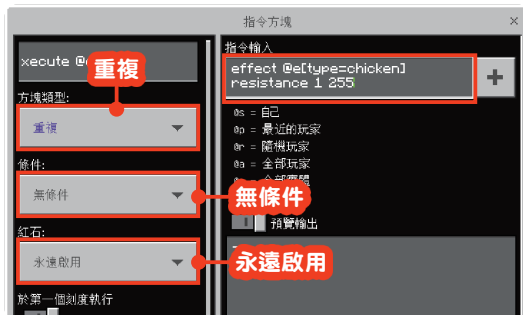 指令方塊
×
xecute @
重複
方塊類型:
重複
條件:
無條件
紅石:
永遠啟用
於第一個刻度執行
指令輸入
effect @e[type=chicken]
resistance 1 255
+
@s = 自己
@p = 最近的玩家
@r = 隨機玩家
@a = 全部玩家
無條件
預覽輸出
永遠啟用